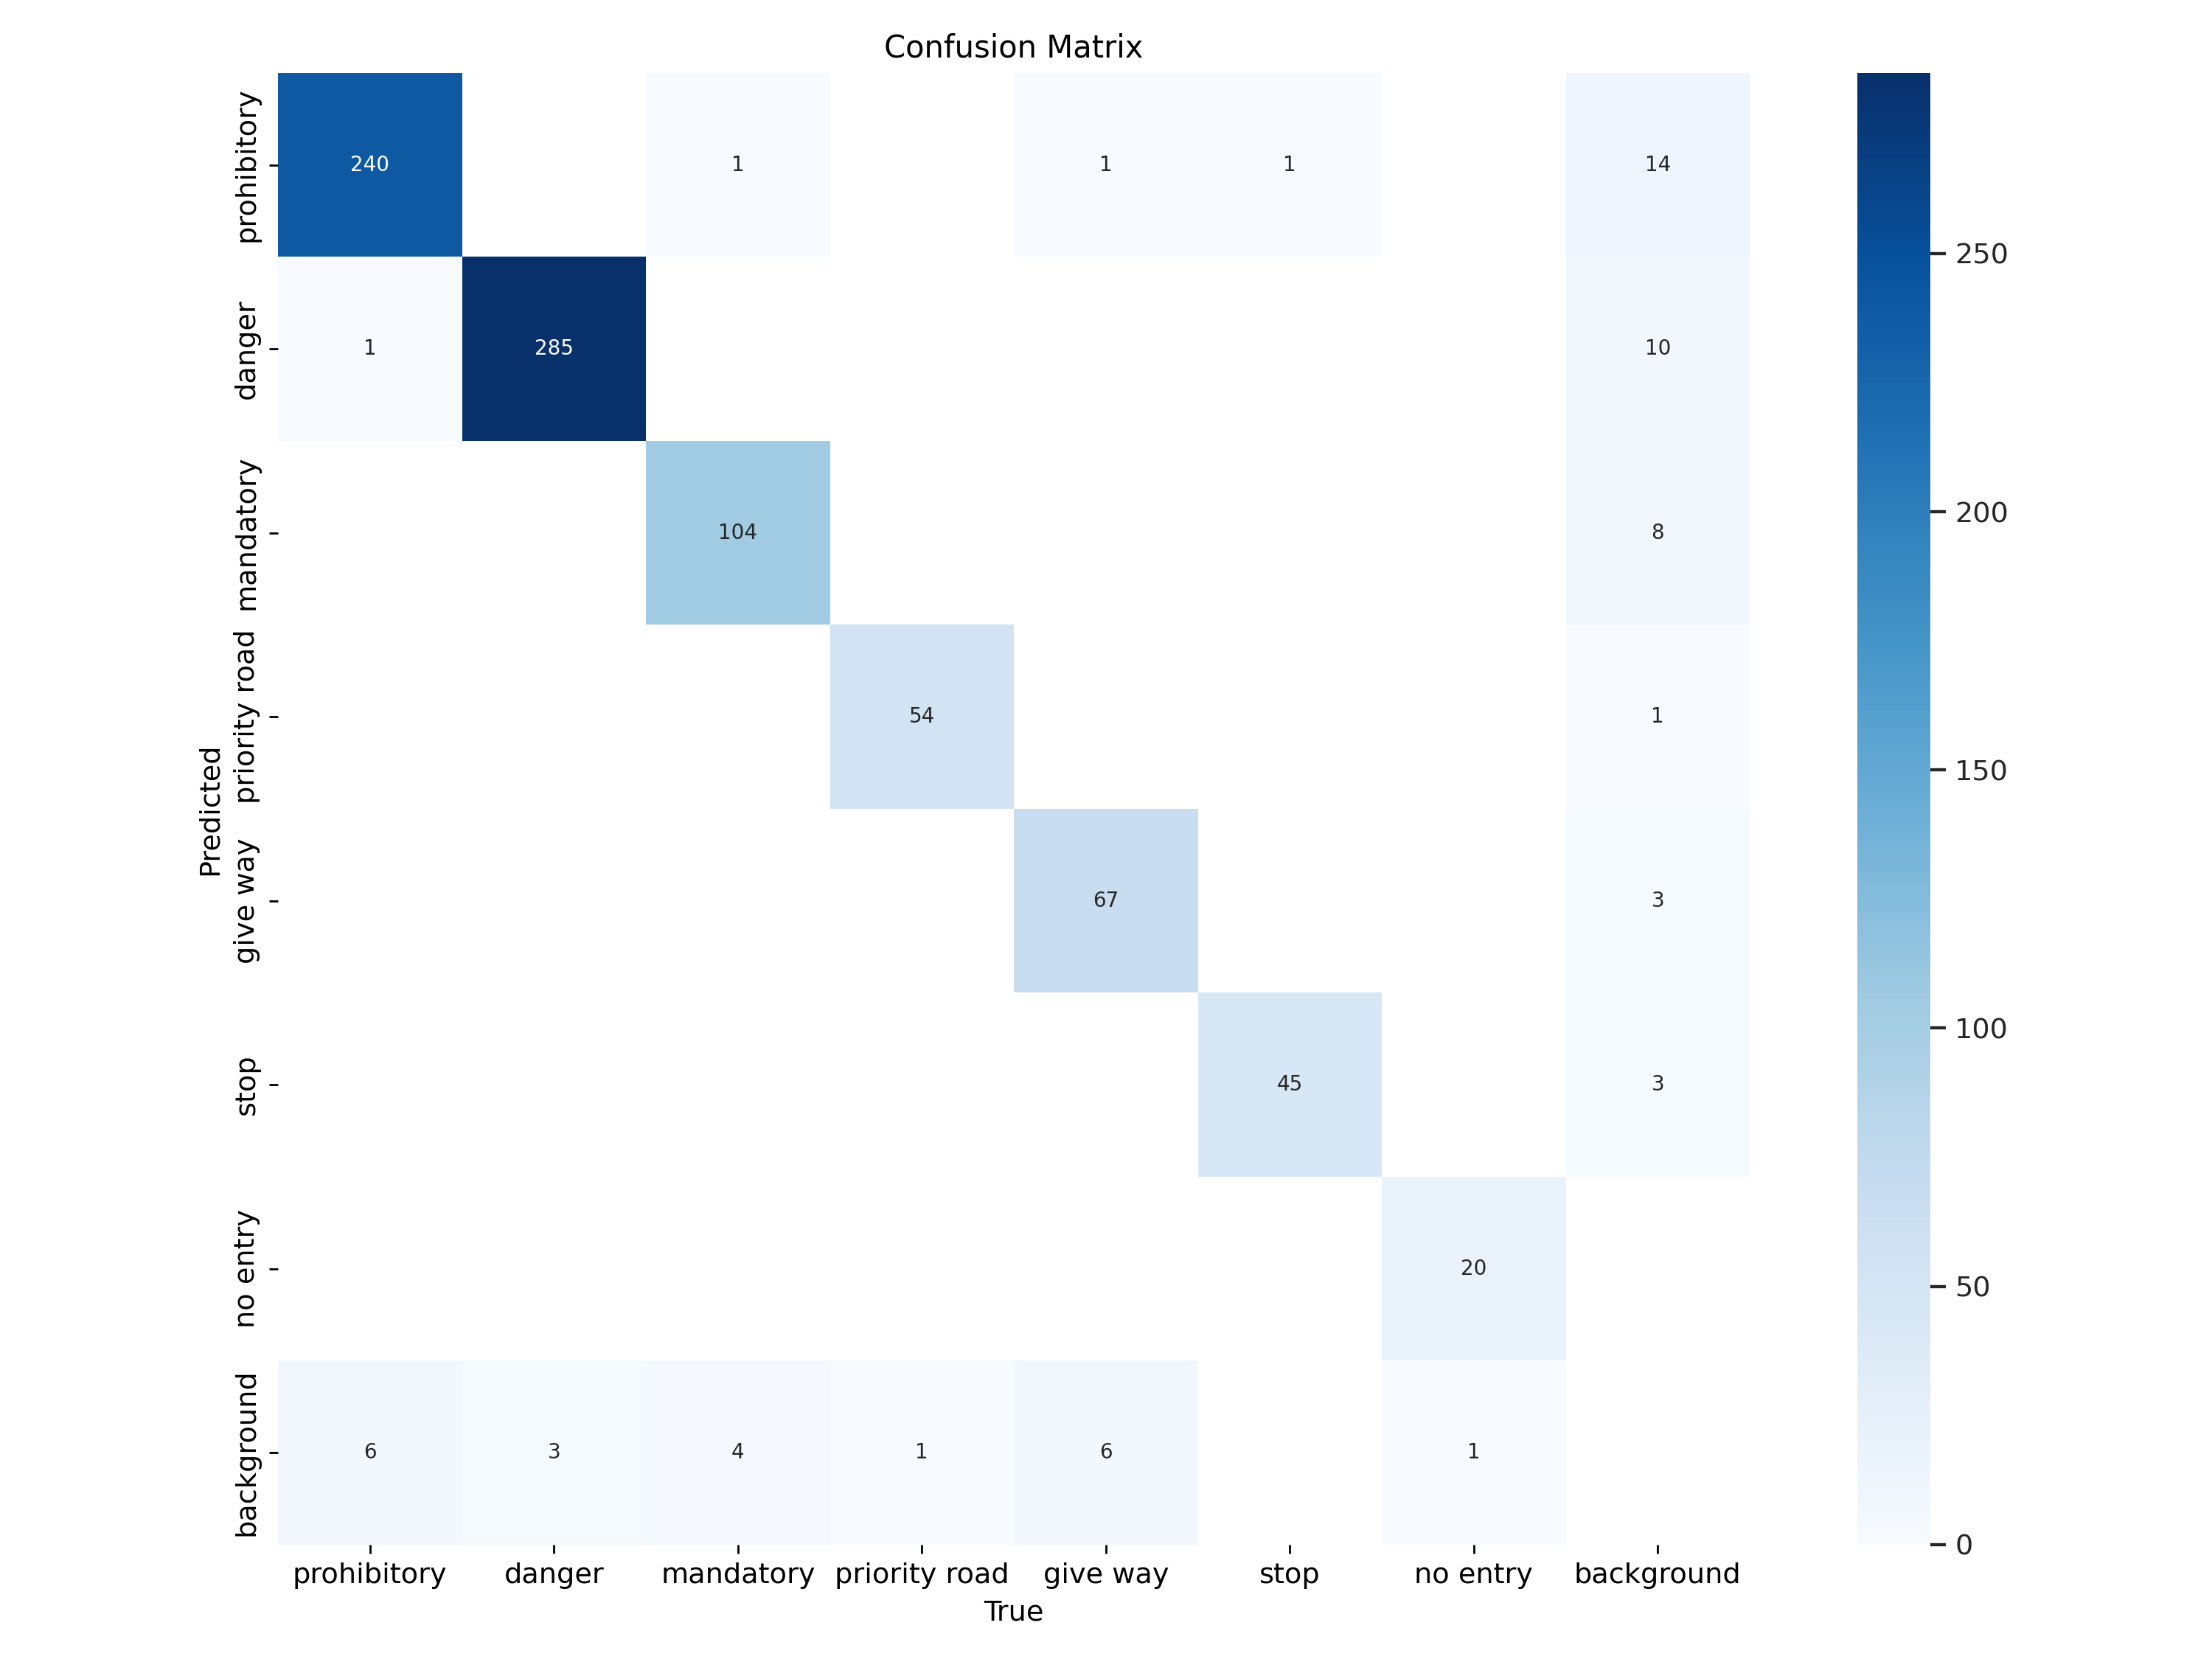 Confusion Matrix
prohibitory 240 1 1 1 14
danger 1 285 10
mandatory 104 8
priority road 54 1
give way 67 3
stop 45 3
no entry 20
background 6 3 4 1 6 1
Predicted
prohibitory danger mandatory priority road give way stop no entry background
True
250
200
150
100
50
0